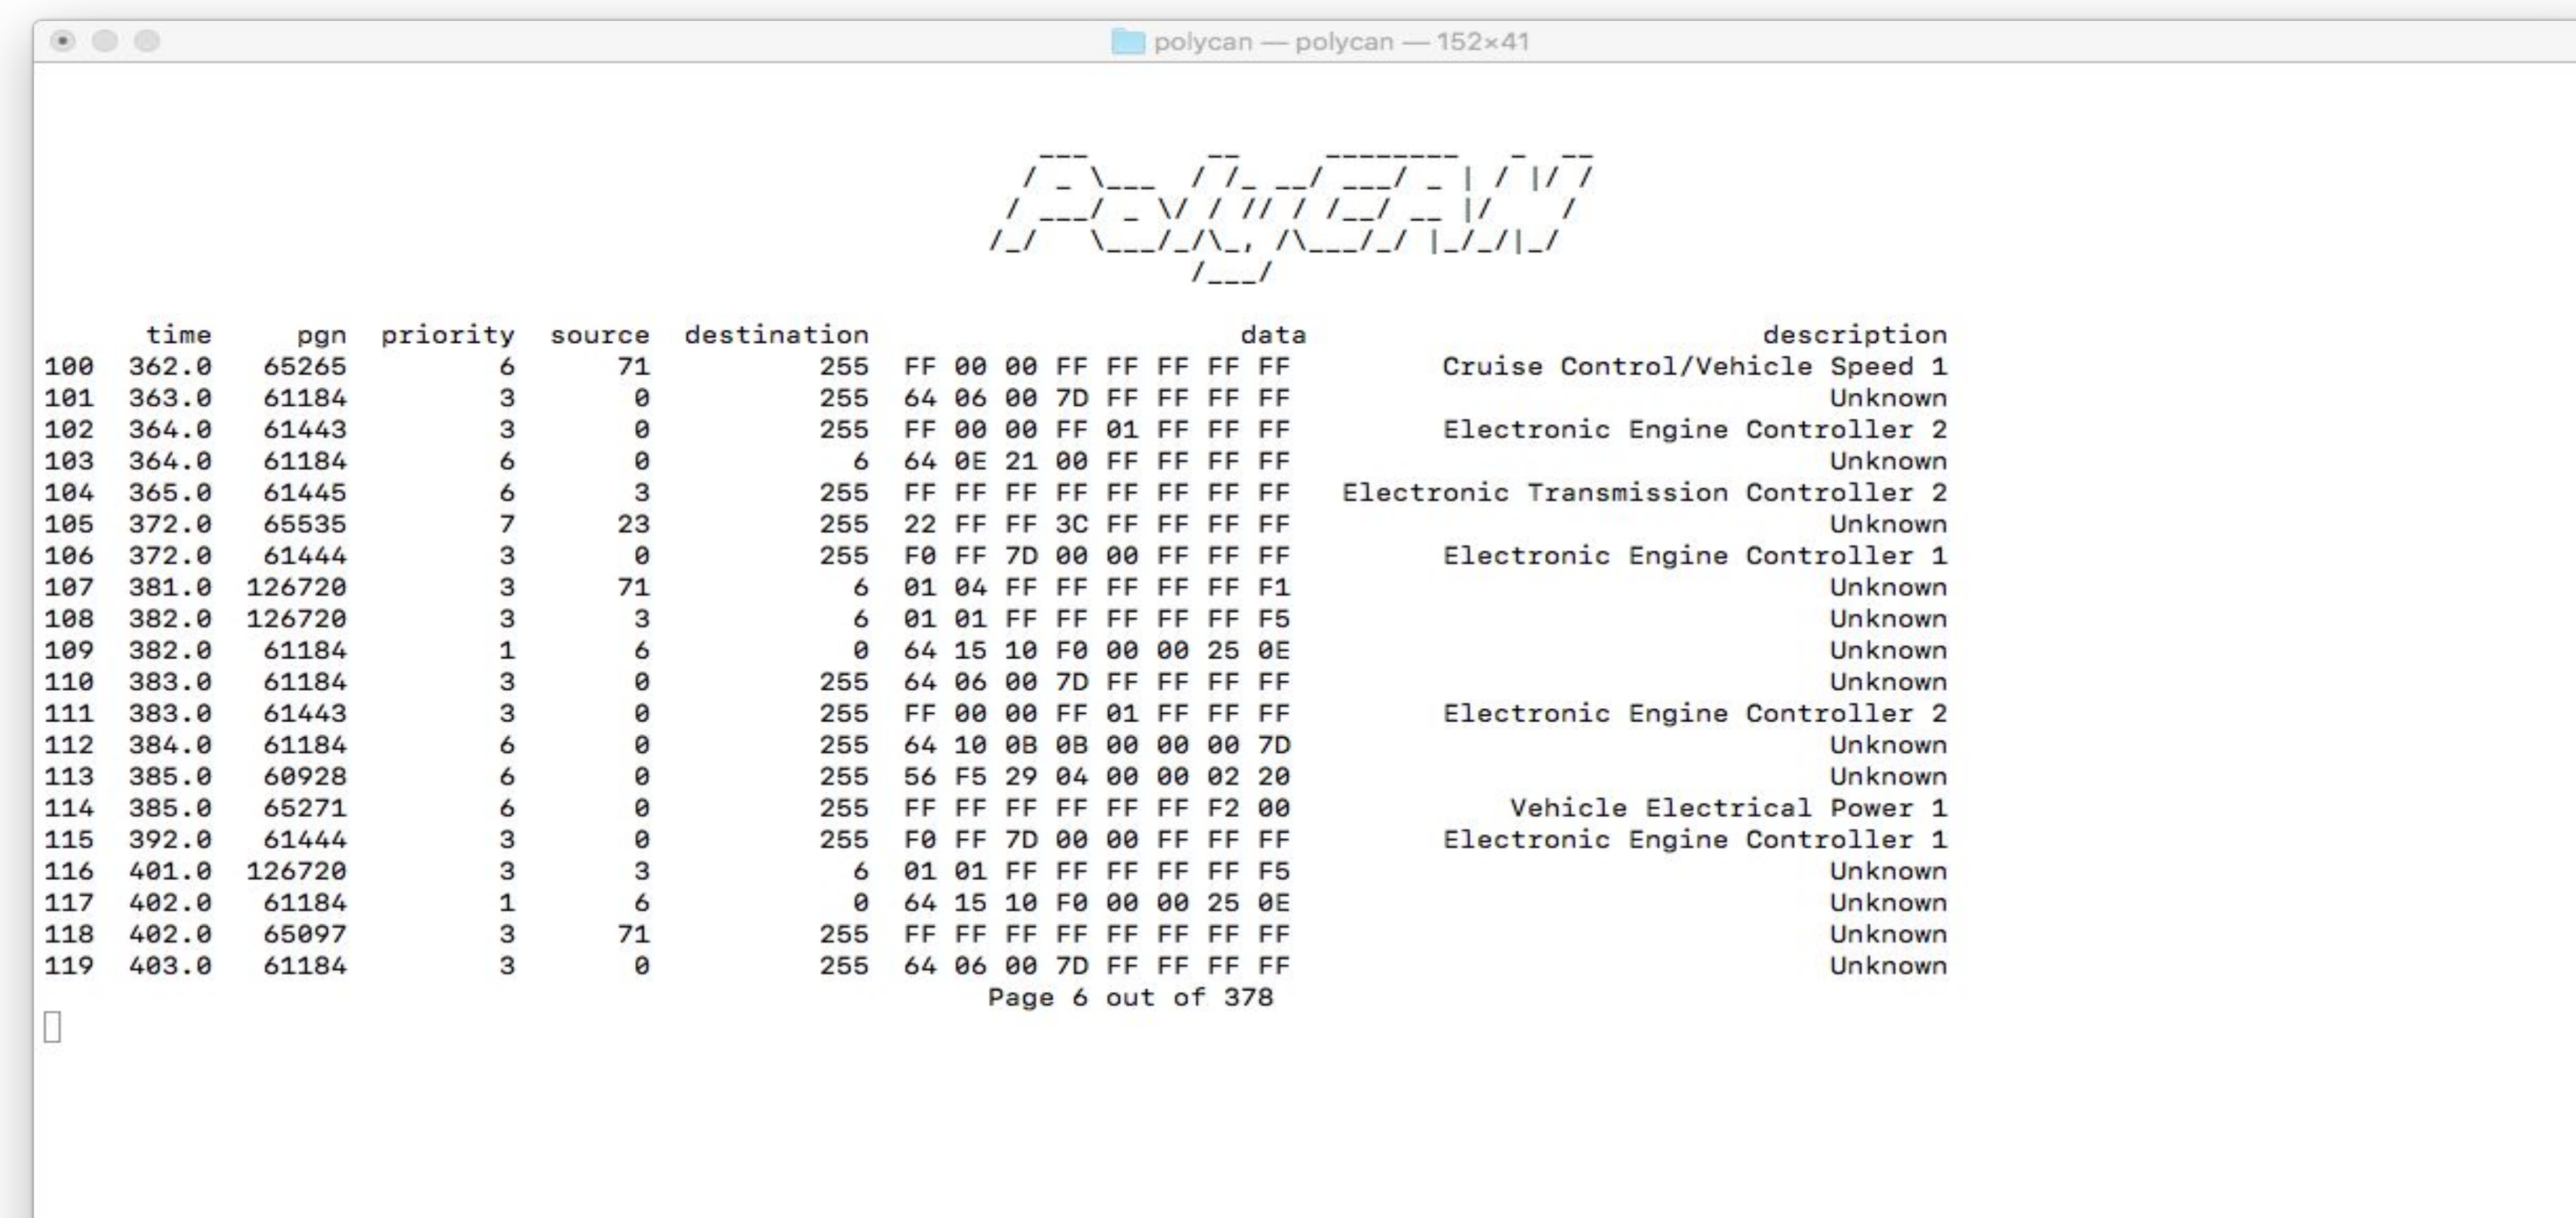 polycan — polycan — 152×41
PolyCAN
time pgn priority source destination data description
100 362.0 65265 6 71 255 FF 00 00 FF FF FF FF FF Cruise Control/Vehicle Speed 1
101 363.0 61184 3 0 255 64 06 00 7D FF FF FF FF Unknown
102 364.0 61443 3 0 255 FF 00 00 FF 01 FF FF FF Electronic Engine Controller 2
103 364.0 61184 6 0 6 64 0E 21 00 FF FF FF FF Unknown
104 365.0 61445 6 3 255 FF FF FF FF FF FF FF FF Electronic Transmission Controller 2
105 372.0 65535 7 23 255 22 FF FF 3C FF FF FF FF Unknown
106 372.0 61444 3 0 255 F0 FF 7D 00 00 FF FF FF Electronic Engine Controller 1
107 381.0 126720 3 71 6 01 04 FF FF FF FF FF F1 Unknown
108 382.0 126720 3 3 6 01 01 FF FF FF FF FF F5 Unknown
109 382.0 61184 1 6 0 64 15 10 F0 00 00 25 0E Unknown
110 383.0 61184 3 0 255 64 06 00 7D FF FF FF FF Unknown
111 383.0 61443 3 0 255 FF 00 00 FF 01 FF FF FF Electronic Engine Controller 2
112 384.0 61184 6 0 255 64 10 0B 0B 00 00 00 7D Unknown
113 385.0 60928 6 0 255 56 F5 29 04 00 00 02 20 Unknown
114 385.0 65271 6 0 255 FF FF FF FF FF FF F2 00 Vehicle Electrical Power 1
115 392.0 61444 3 0 255 F0 FF 7D 00 00 FF FF FF Electronic Engine Controller 1
116 401.0 126720 3 3 6 01 01 FF FF FF FF FF F5 Unknown
117 402.0 61184 1 6 0 64 15 10 F0 00 00 25 0E Unknown
118 402.0 65097 3 71 255 FF FF FF FF FF FF FF FF Unknown
119 403.0 61184 3 0 255 64 06 00 7D FF FF FF FF Unknown
Page 6 out of 378